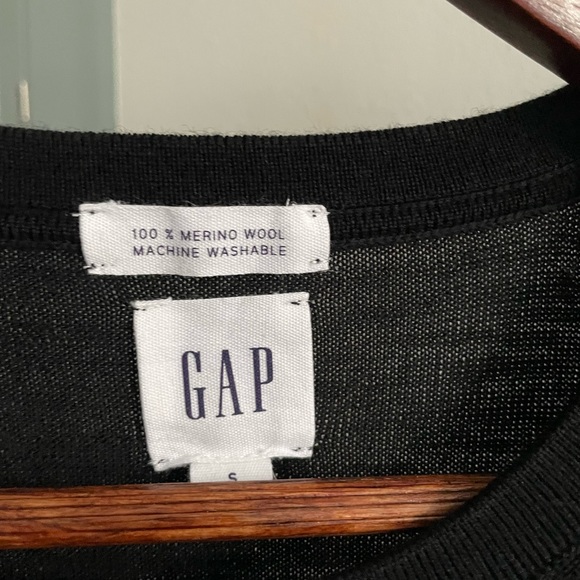 100 % MERINO WOOL
MACHINE WASHABLE
GAP
S